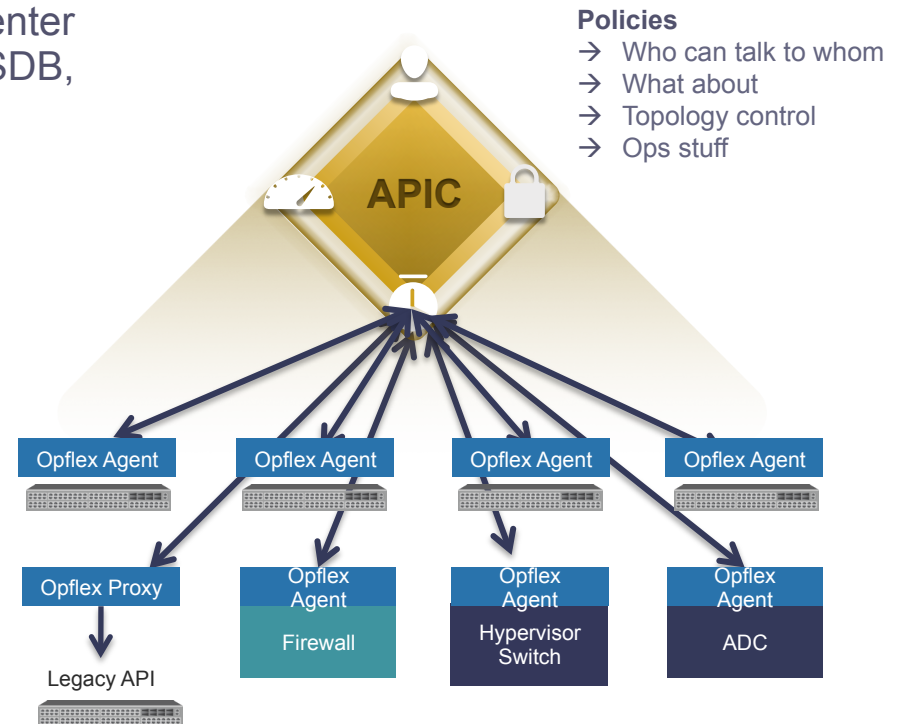 enter
SDB,
Policies
→ Who can talk to whom
→ What about
→ Topology control
→ Ops stuff
APIC
Opflex Agent
Opflex Agent
Opflex Agent
Opflex Agent
Opflex Proxy
Opflex
Agent
Firewall
Opflex
Agent
Hypervisor
Switch
Opflex
Agent
ADC
Legacy API